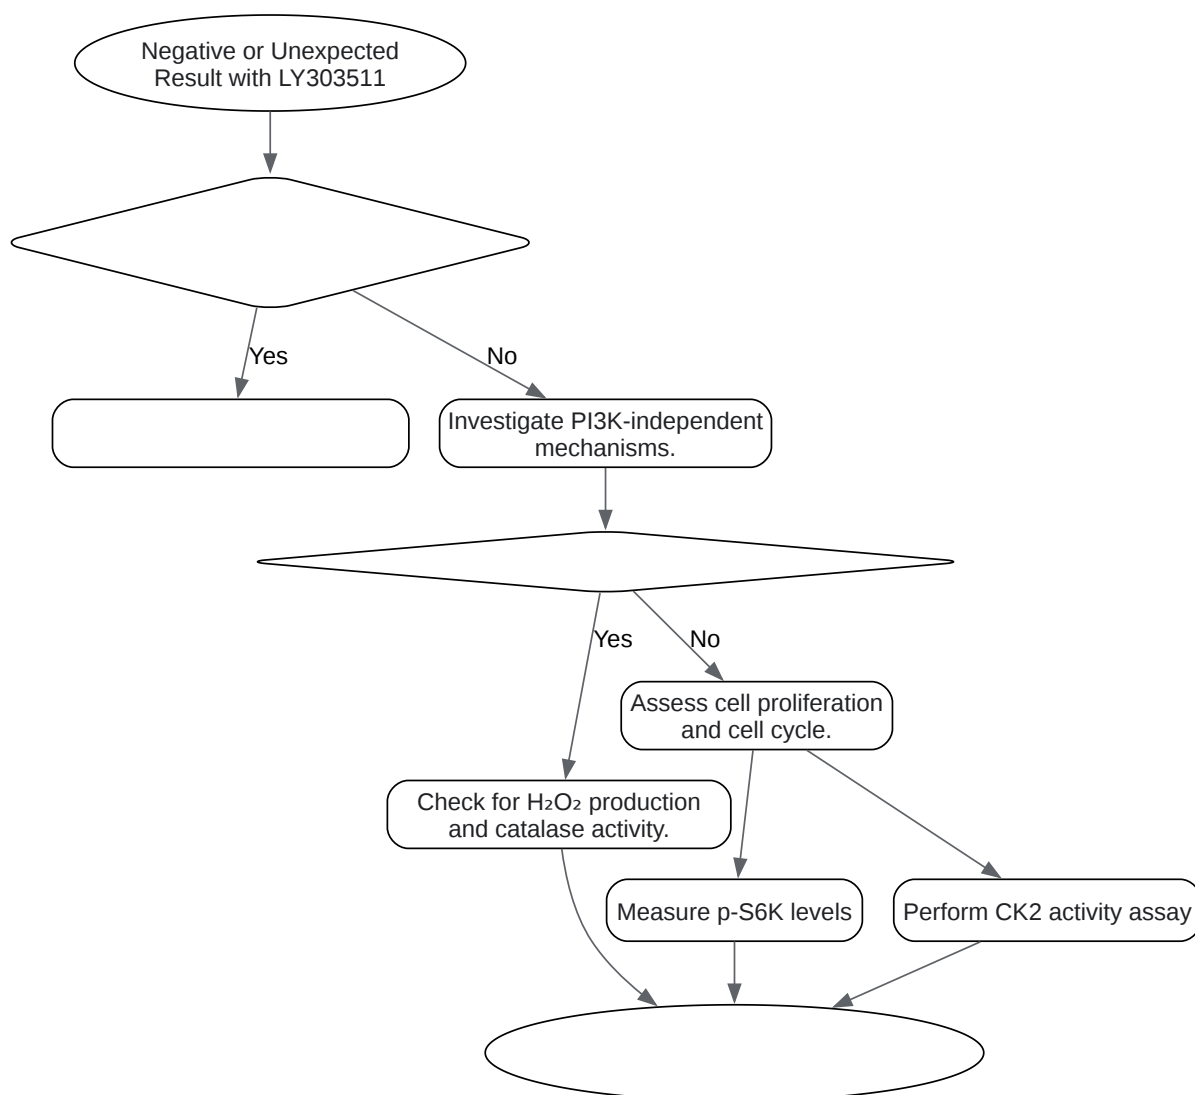 Negative or Unexpected
Result with LY303511
Yes
No
Investigate PI3K-independent
mechanisms.
Yes
No
Assess cell proliferation
and cell cycle.
Check for H₂O₂ production
and catalase activity.
Measure p-S6K levels
Perform CK2 activity assay